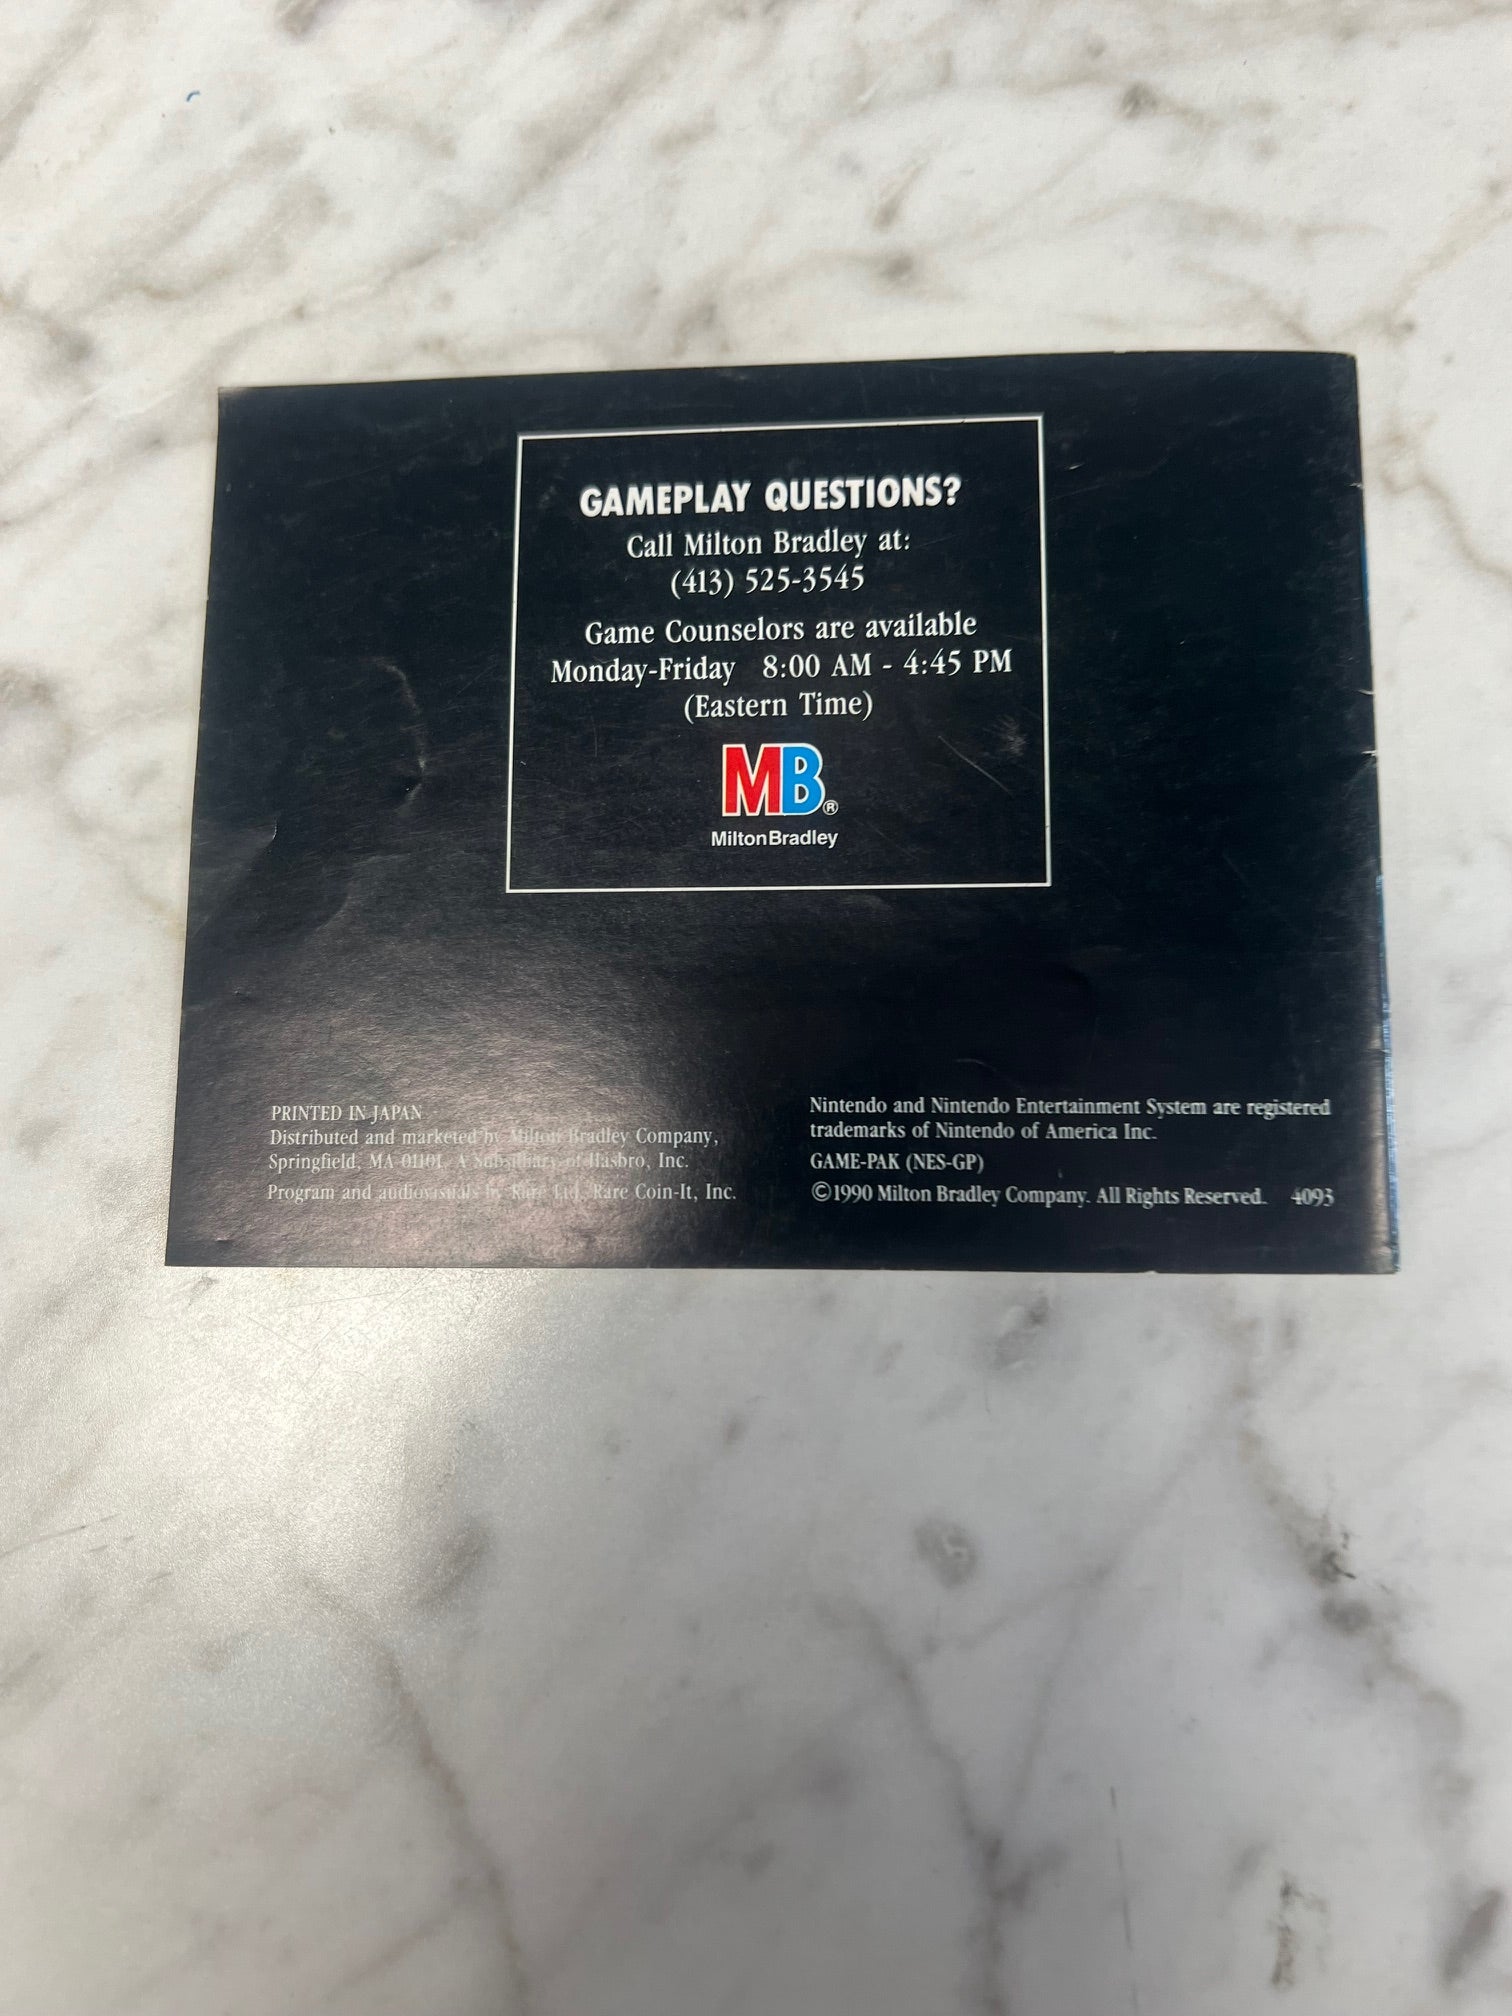 GAMEPLAY QUESTIONS?
Call Milton Bradley at:
(413) 525-3545
Game Counselors are available
Monday-Friday 8:00 AM - 4:45 PM
(Eastern Time)
MB®
MiltonBradley
PRINTED IN JAPAN
Distributed and marketed by Milton Bradley Company,
Springfield, MA 01101. A Subsidiary of Hasbro, Inc.
Program and audiovisuals by Rare Ltd., Rare Coin-It, Inc.
Nintendo and Nintendo Entertainment System are registered
trademarks of Nintendo of America Inc.
GAME-PAK (NES-GP)
©1990 Milton Bradley Company. All Rights Reserved. 4093